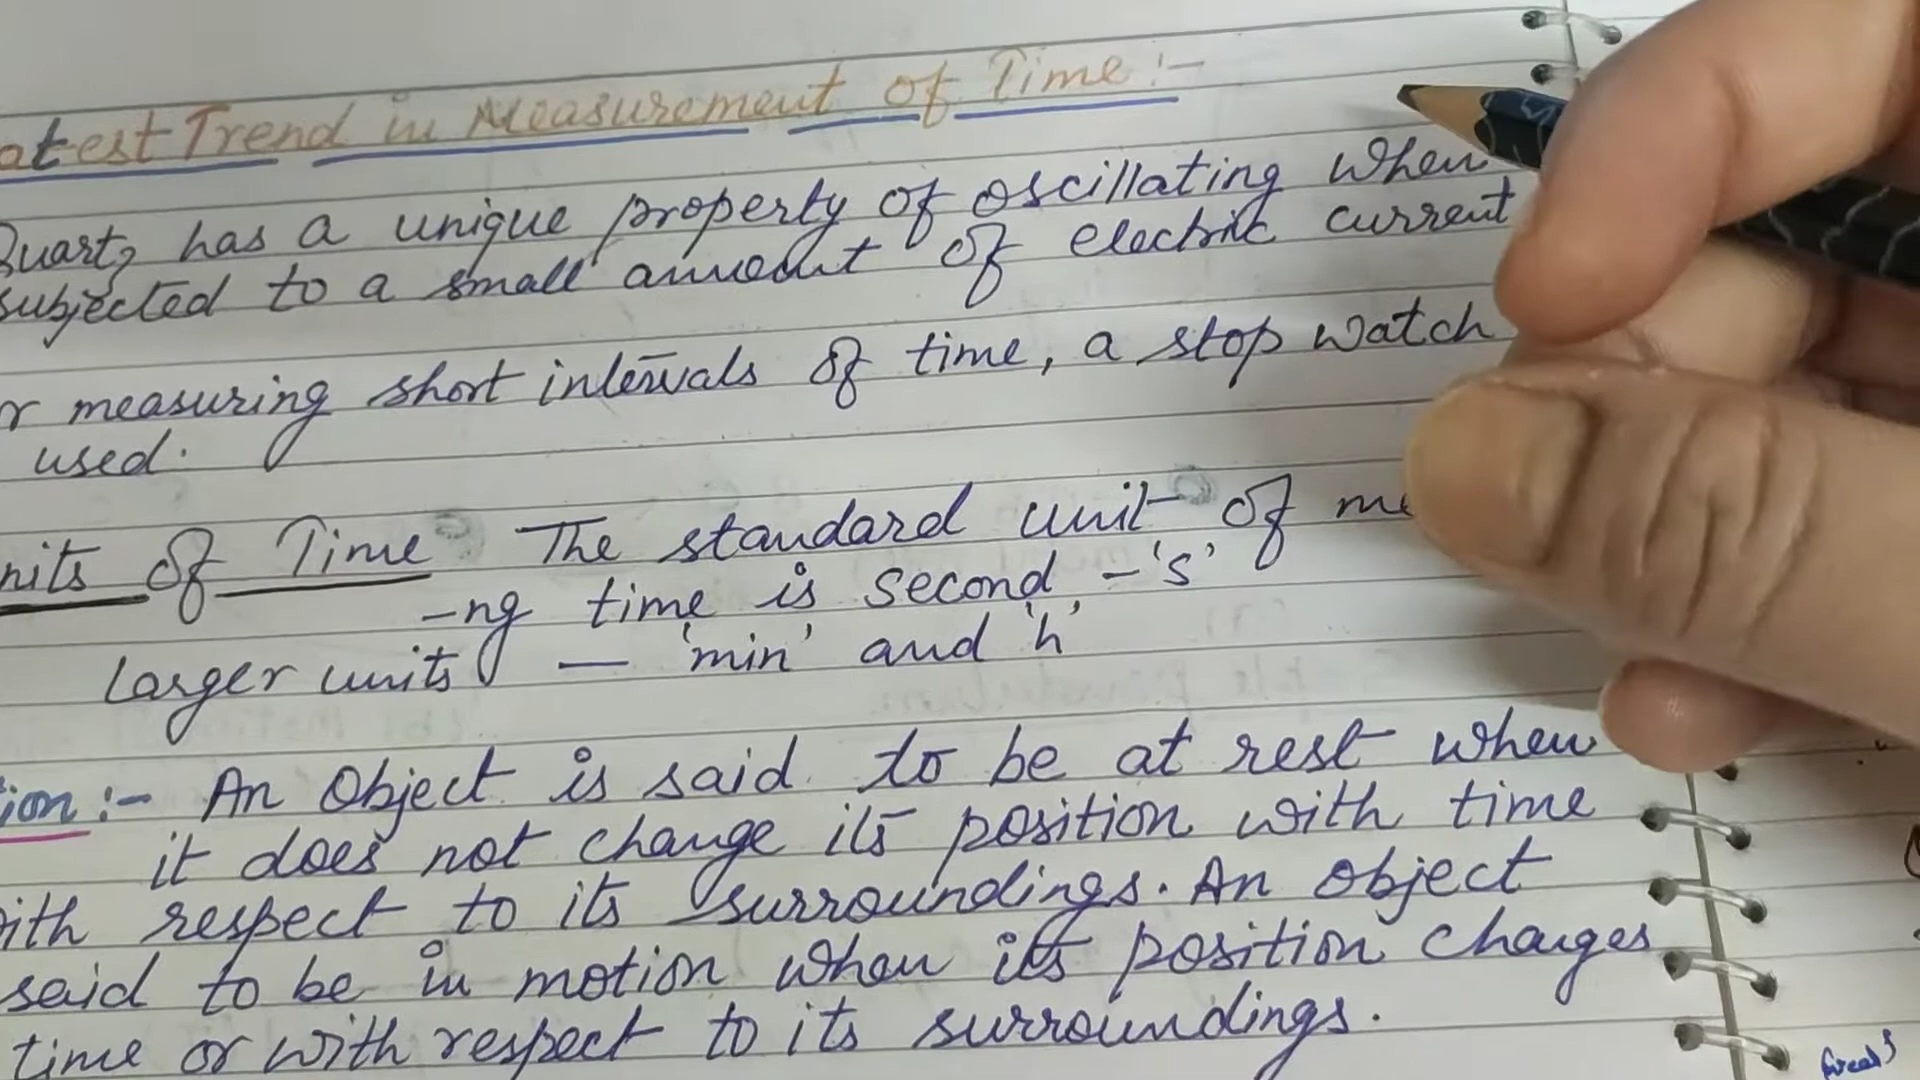 atest Trend in Measurement of Time :-
Quartz has a unique property of oscillating when
subjected to a small amount of electric current
r measuring short intervals of time, a stop watch
used.
nits of Time The standard unit of me
-ng time is second - 's'
Larger units — 'min' and 'h'
ion :- An Object is said to be at rest when
it does not change its position with time
ith respect to its surroundings. An object
said to be in motion when its position changes
time or with respect to its surroundings.